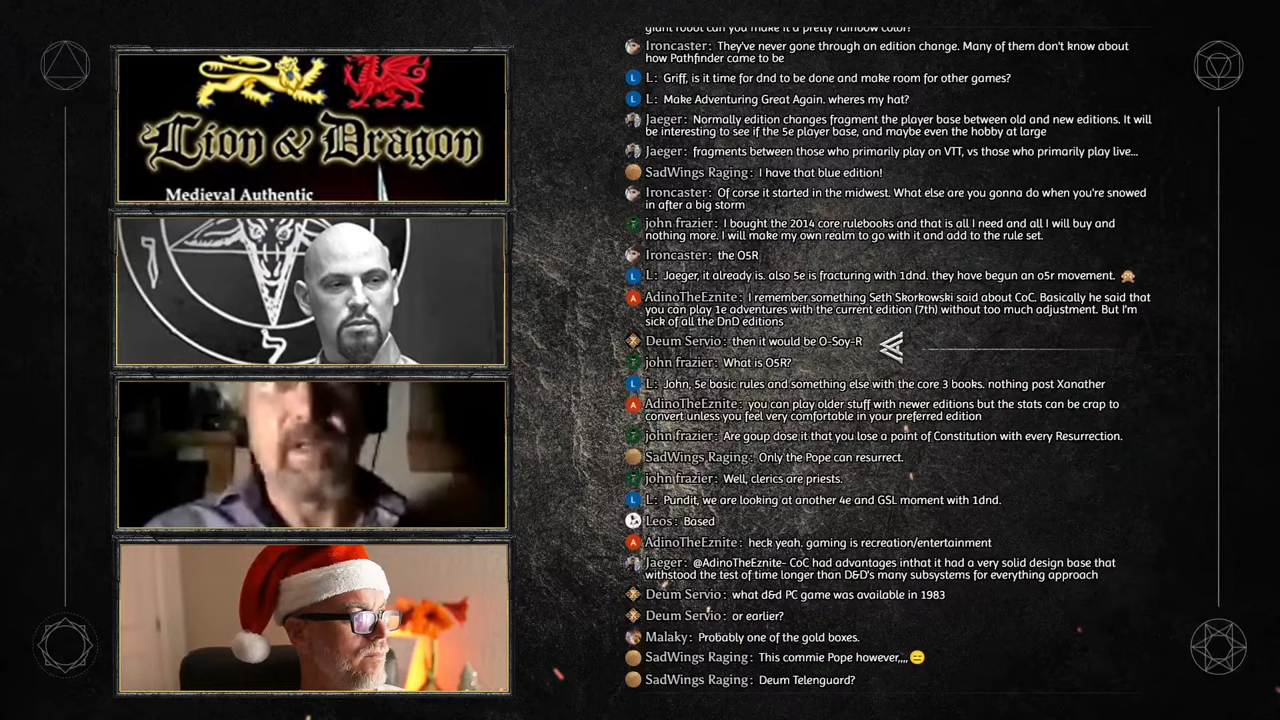 Lion & Dragon
Medieval Authentic
giant robot can you make it a pretty rainbow color?
Ironcaster: They've never gone through an edition change. Many of them don't know about
how Pathfinder came to be
L: Griff, is it time for dnd to be done and make room for other games?
L: Make Adventuring Great Again. wheres my hat?
Jaeger: Normally edition changes fragment the player base between old and new editions. It will
be interesting to see if the 5e player base, and maybe even the hobby at large
Jaeger: fragments between those who primarily play on VTT, vs those who primarily play live...
SadWings Raging: I have that blue edition!
Ironcaster: Of corse it started in the midwest. What else are you gonna do when you're snowed
in after a big storm
john frazier: I bought the 2014 core rulebooks and that is all I need and all I will buy and
nothing more. I will make my own realm to go with it and add to the rule set.
Ironcaster: the O5R
L: Jaeger, it already is. also 5e is fracturing with 1dnd. they have begun an o5r movement. 🙊
AdinoTheEznite: I remember something Seth Skorkowski said about CoC. Basically he said that
you can play 1e adventures with the current edition (7th) without too much adjustment. But I'm
sick of all the DnD editions
Deum Servio: then it would be O-Soy-R
john frazier: What is O5R?
L: John, 5e basic rules and something else with the core 3 books. nothing post Xanather
AdinoTheEznite: you can play older stuff with newer editions but the stats can be crap to
convert unless you feel very comfortable in your preferred edition
john frazier: Are goup dose it that you lose a point of Constitution with every Resurrection.
SadWings Raging: Only the Pope can resurrect.
john frazier: Well, clerics are priests.
L: Pundit, we are looking at another 4e and GSL moment with 1dnd.
Leos: Based
AdinoTheEznite: heck yeah. gaming is recreation/entertainment
Jaeger: @AdinoTheEznite- CoC had advantages inthat it had a very solid design base that
withstood the test of time longer than D&D's many subsystems for everything approach
Deum Servio: what d&d PC game was available in 1983
Deum Servio: or earlier?
Malaky: Probably one of the gold boxes.
SadWings Raging: This commie Pope however,,,, 😑
SadWings Raging: Deum Telenguard?